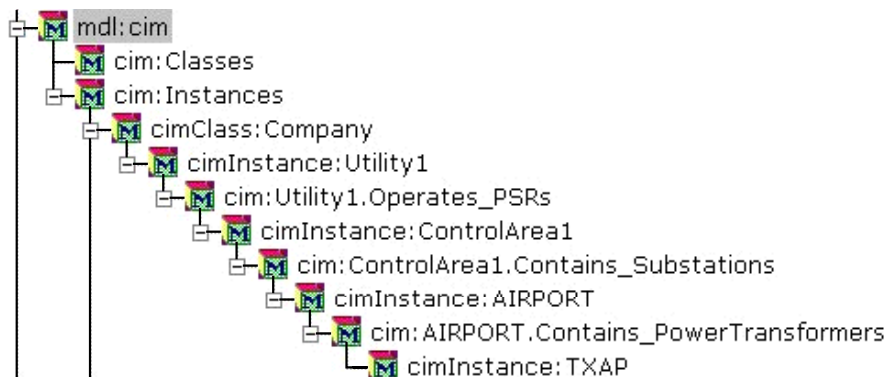 mdl:cim
cim:Classes
cim:Instances
cimClass:Company
cimInstance:Utility1
cim:Utility1.Operates_PSRs
cimInstance:ControlArea1
cim:ControlArea1.Contains_Substations
cimInstance:AIRPORT
cim:AIRPORT.Contains_PowerTransformers
cimInstance:TXAP